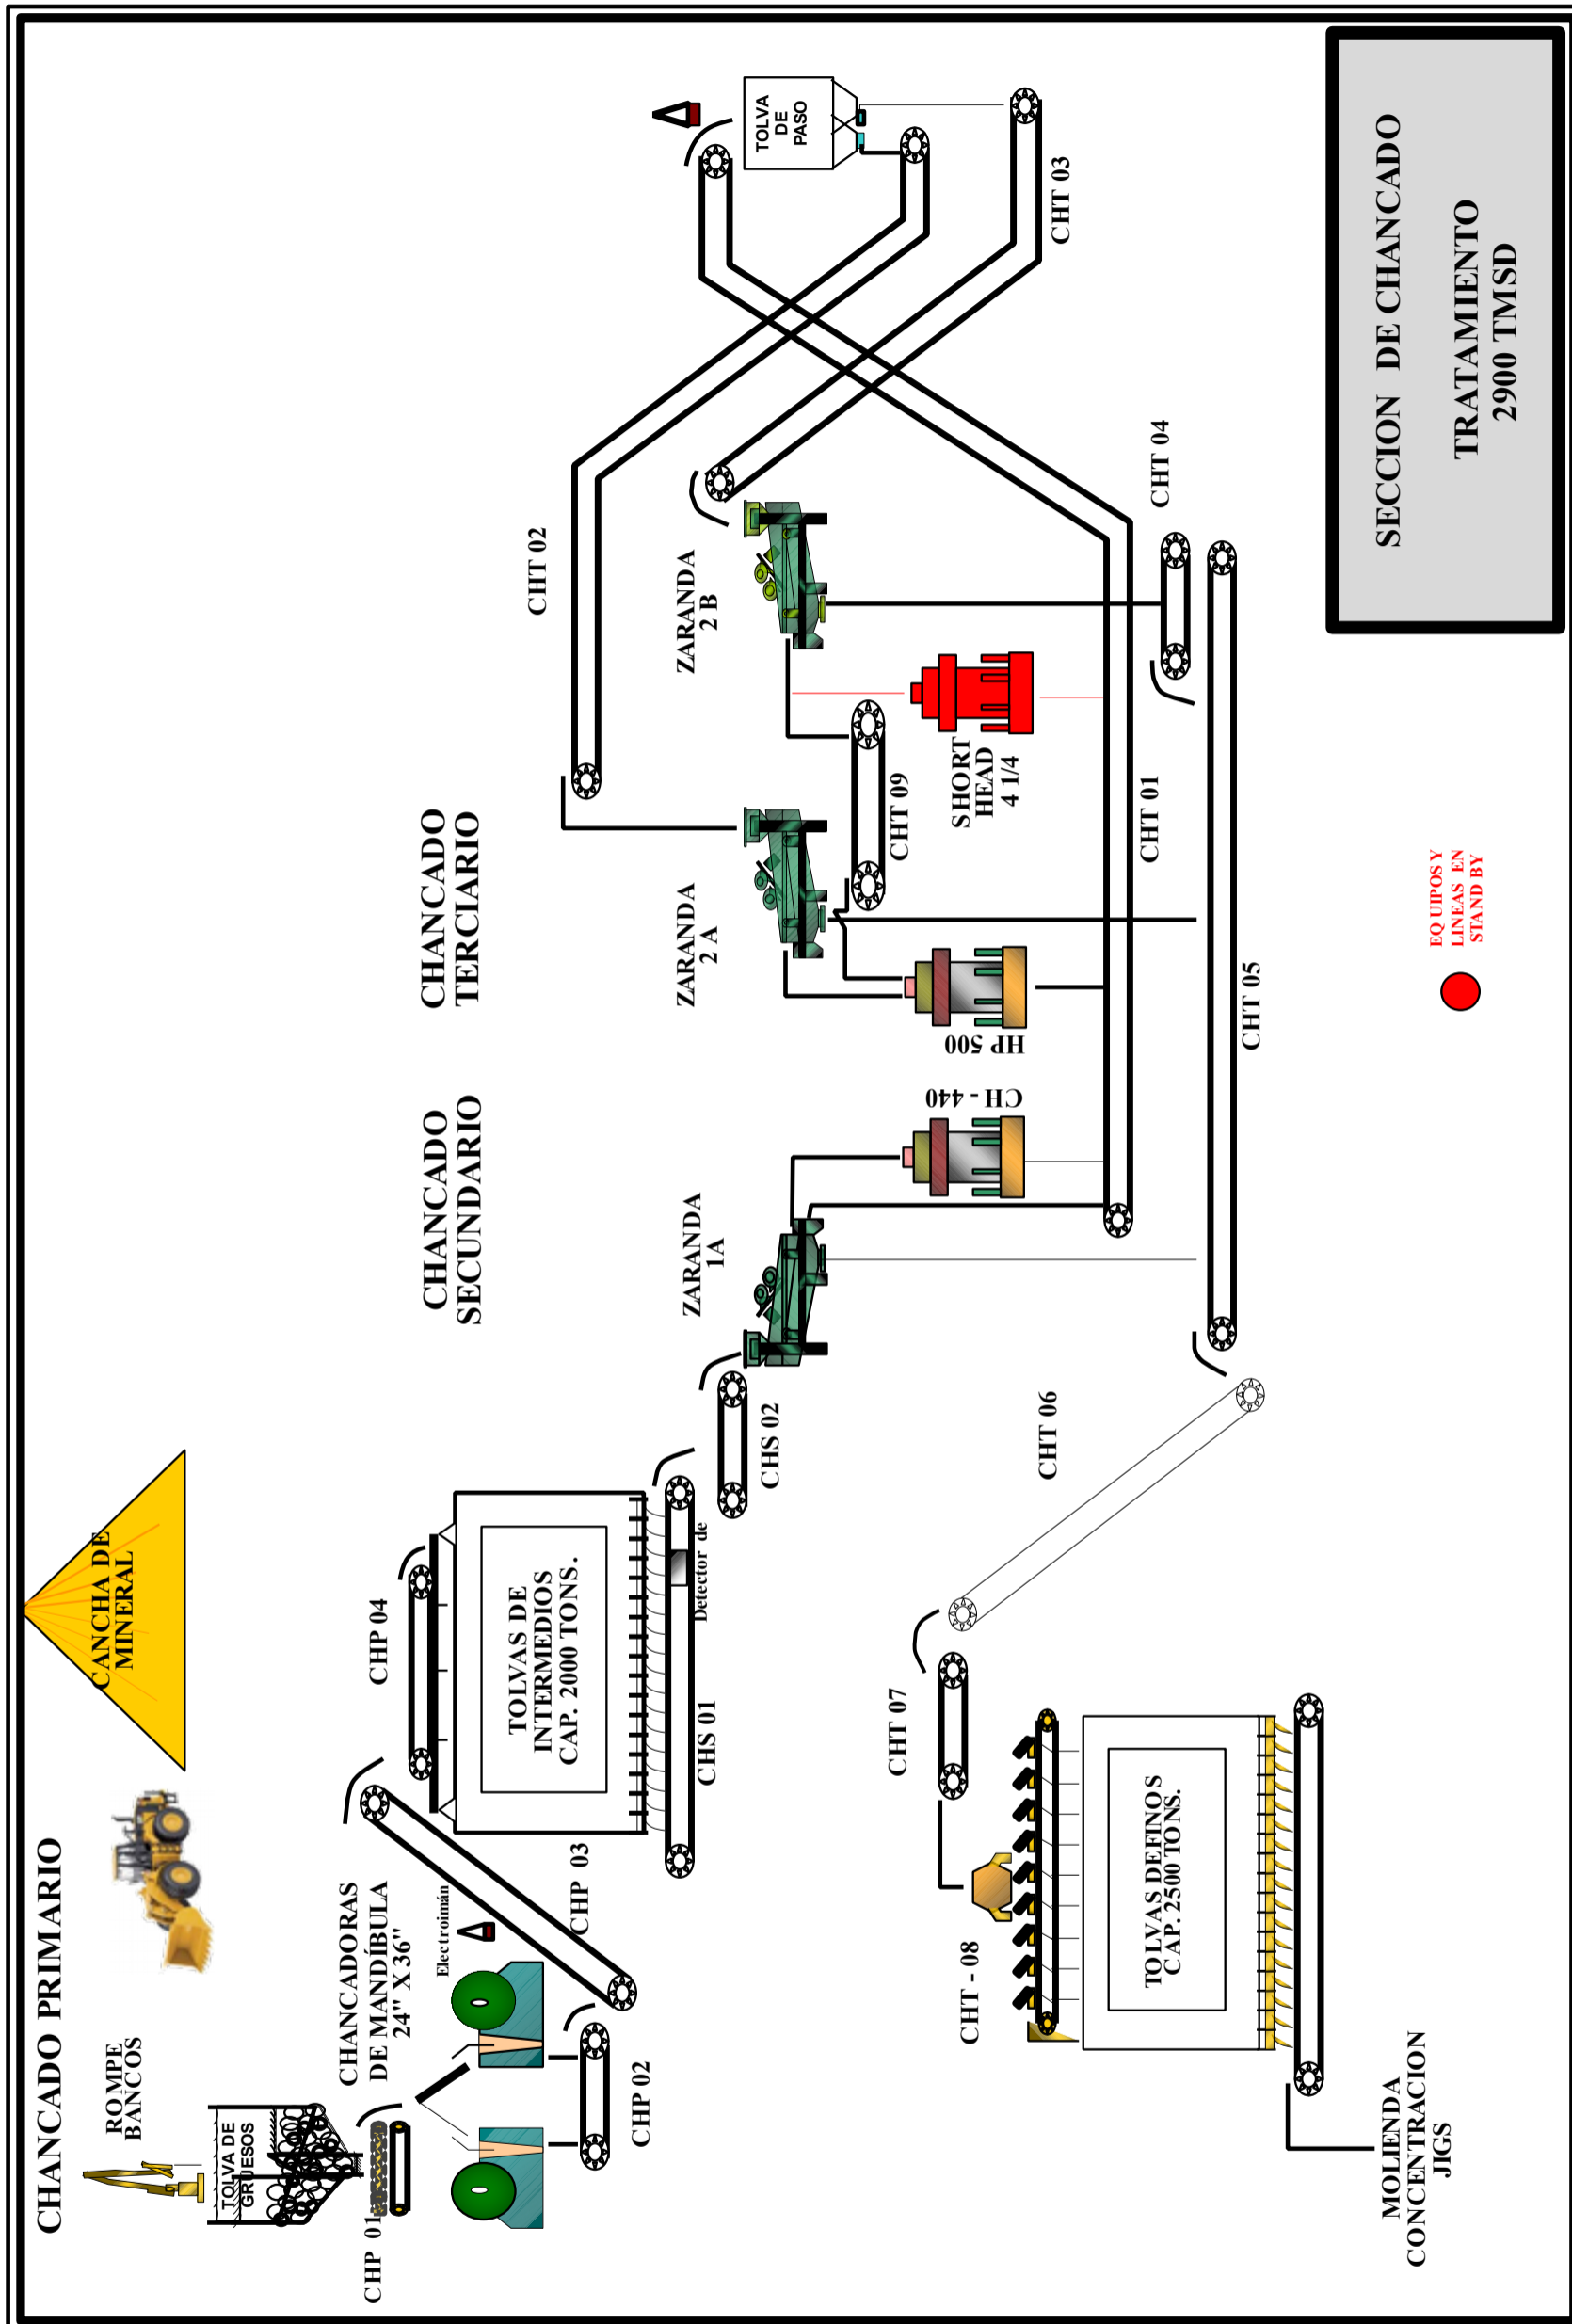 CHANCADO PRIMARIO
CANCHA DE
MINERAL
ROMPE
BANCOS
TOLVA DE
GRUESOS
CHP 01
CHANCADORAS
DE MANDÍBULA
24" X 36"
Electroimán
CHP 02
CHP 03
CHP 04
TOLVAS DE
INTERMEDIOS
CAP. 2000 TONS.
CHS 01
Detector de
CHS 02
CHANCADO
SECUNDARIO
ZARANDA
1A
CH - 440
CHANCADO
TERCIARIO
ZARANDA
2 A
HP 500
CHT 09
ZARANDA
2 B
SHORT
HEAD
4 1/4
CHT 02
TOLVA
DE
PASO
CHT 03
CHT 04
CHT 01
CHT 05
CHT 06
CHT 07
CHT - 08
TOLVAS DEFINOS
CAP. 2500 TONS.
MOLIENDA
CONCENTRACION
JIGS
EQUIPOS Y
LINEAS EN
STAND BY
SECCION DE CHANCADO
TRATAMIENTO
2900 TMSD